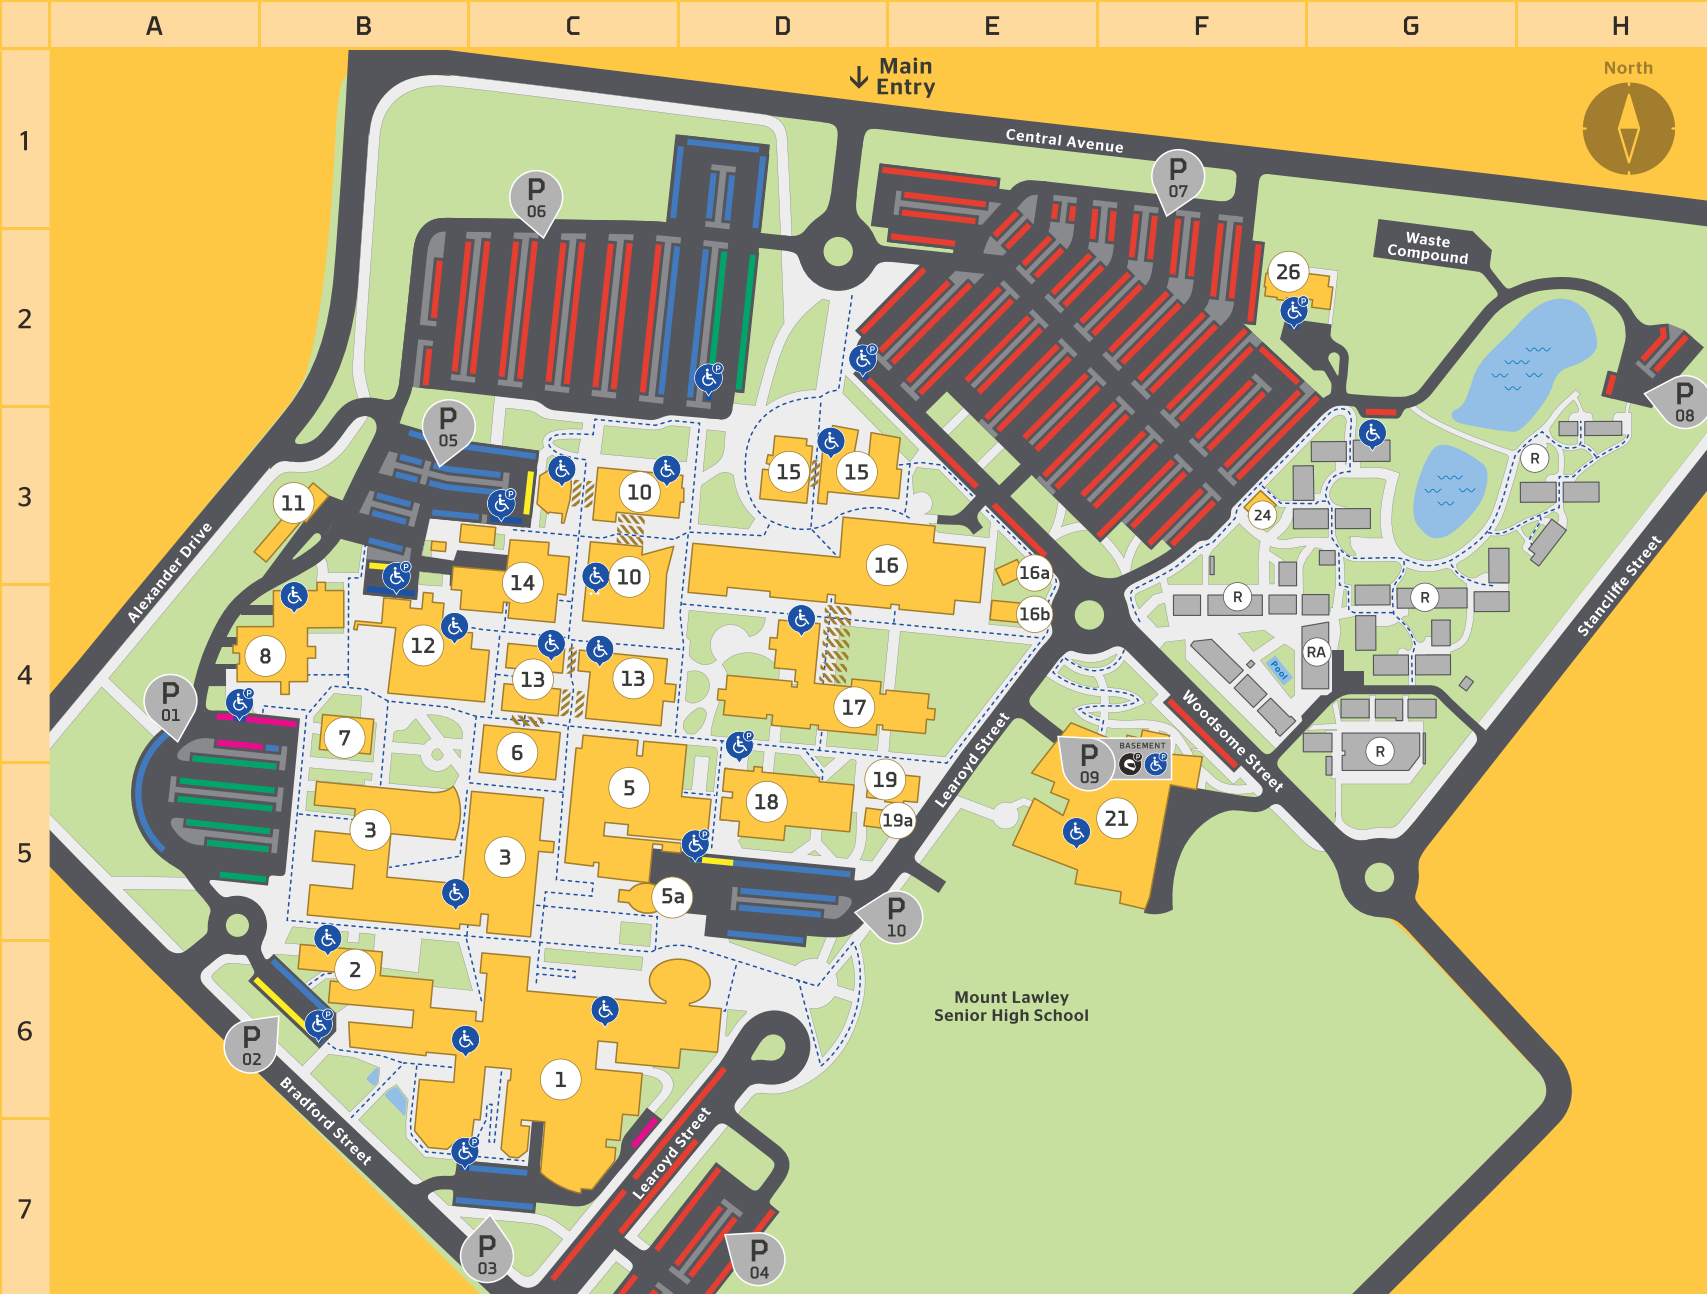 A B C D E F G H
1
2
3
4
5
6
7
Main
Entry
North
Central Avenue
P
07
P
06
Waste
Compound
26
P
08
P
05
R
15
15
10
11
24
Alexander Drive
16
16a
14
10
R
R
16b
Stancliffe Street
12
8
RA
Pool
13
13
P
01
17
Woodsome Street
7
6
R
Learoyd Street
P
09
BASEMENT
P
P
19
5
18
21
19a
3
3
5a
P
10
2
Mount Lawley
Senior High School
P
02
1
Bradford Street
Learoyd Street
P
03
P
04